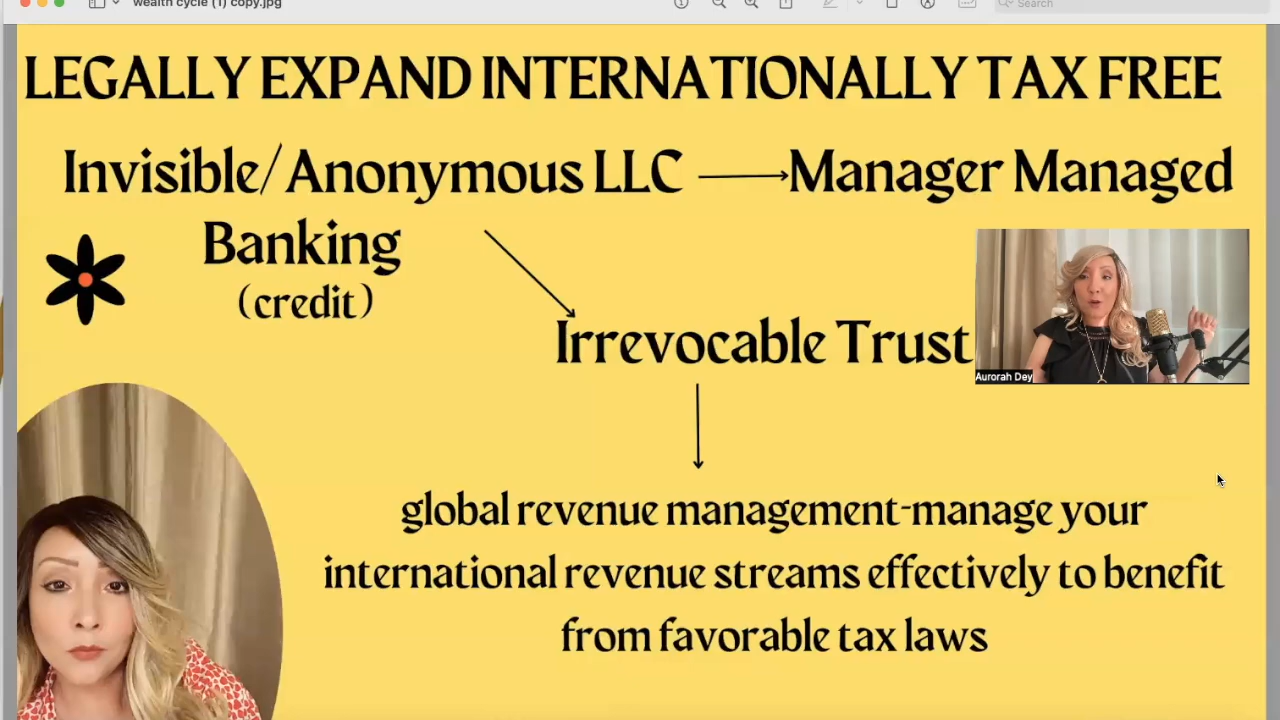 wealth cycle (1) copy.jpg
Search
LEGALLY EXPAND INTERNATIONALLY TAX FREE
Invisible/Anonymous LLC Manager Managed
Banking
(credit)
Irrevocable Trust
Aurorah Dey
global revenue management-manage your
international revenue streams effectively to benefit
from favorable tax laws